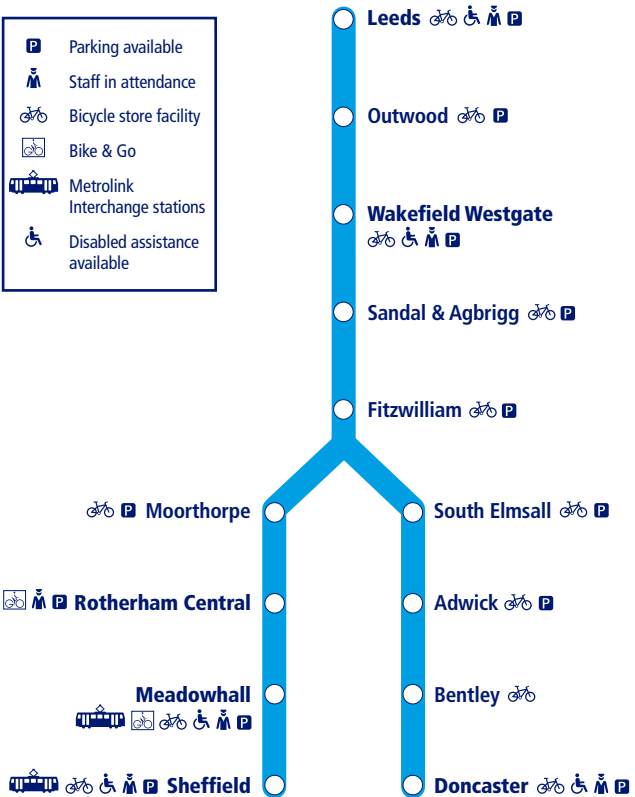 P Parking available
Staff in attendance
Bicycle store facility
Bike & Go
Metrolink
Interchange stations
Disabled assistance
available
Leeds P
Outwood P
Wakefield Westgate
P
Sandal & Agbrigg P
Fitzwilliam P
P Moorthorpe
South Elmsall P
P Rotherham Central
Adwick P
Meadowhall
P
Bentley
P Sheffield
Doncaster P